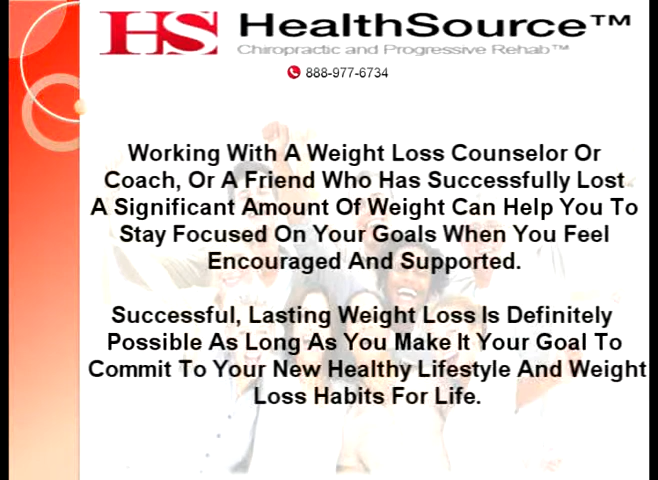 HS HealthSource™
Chiropractic and Progressive Rehab™
888-977-6734
Working With A Weight Loss Counselor Or
Coach, Or A Friend Who Has Successfully Lost
A Significant Amount Of Weight Can Help You To
Stay Focused On Your Goals When You Feel
Encouraged And Supported.
Successful, Lasting Weight Loss Is Definitely
Possible As Long As You Make It Your Goal To
Commit To Your New Healthy Lifestyle And Weight
Loss Habits For Life.